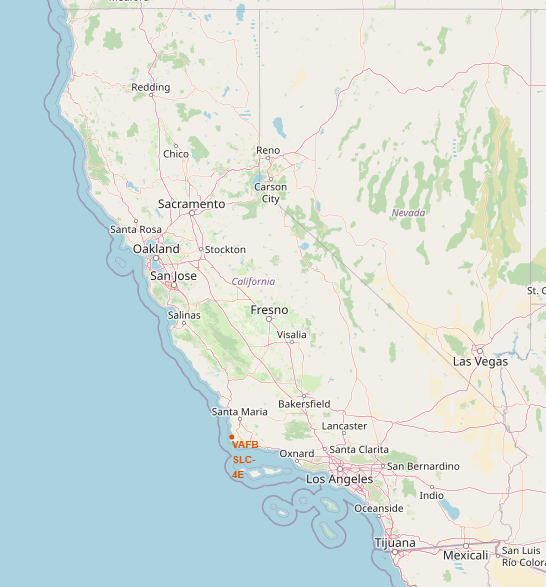 Medford
Redding
Chico
Reno
Carson
City
Sacramento
Nevada
Santa Rosa
Oakland
Stockton
San Jose
California
St. G
Salinas
Fresno
Visalia
Las Vegas
Bakersfield
Santa Maria
Lancaster
VAFB
SLC-
4E
Oxnard
Santa Clarita
San Bernardino
Los Angeles
Indio
Oceanside
Tijuana
Mexicali
San Luis
Río Colora